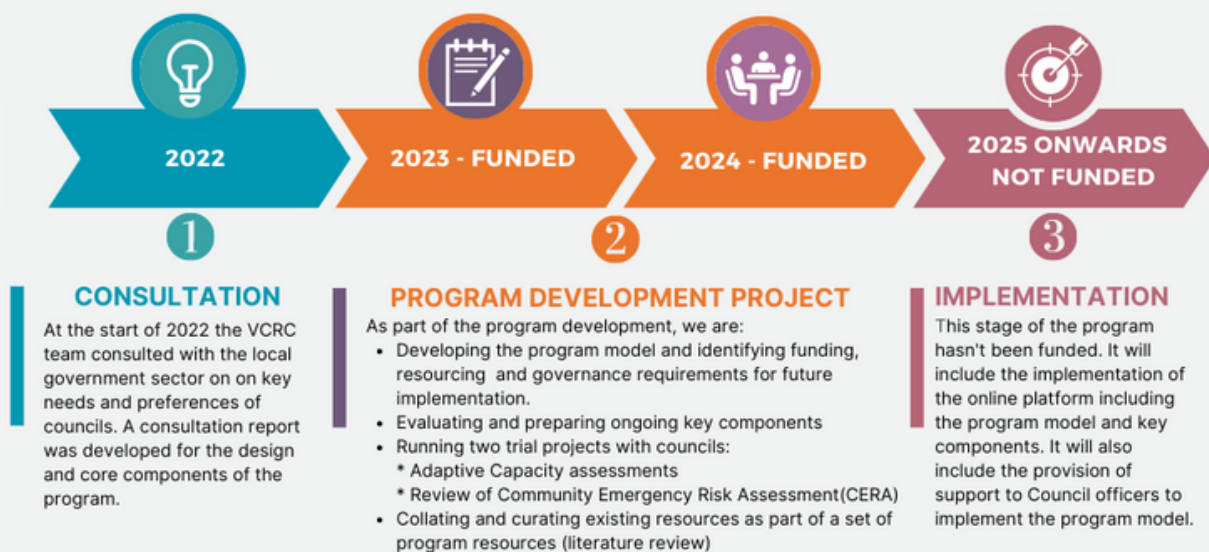 2022
2023 - FUNDED
2024 - FUNDED
2025 ONWARDS
NOT FUNDED
1
2
3
CONSULTATION
At the start of 2022 the VCRC
team consulted with the local
government sector on on key
needs and preferences of
councils. A consultation report
was developed for the design
and core components of the
program.
PROGRAM DEVELOPMENT PROJECT
As part of the program development, we are:
• Developing the program model and identifying funding,
resourcing and governance requirements for future
implementation.
• Evaluating and preparing ongoing key components
• Running two trial projects with councils:
* Adaptive Capacity assessments
* Review of Community Emergency Risk Assessment(CERA)
• Collating and curating existing resources as part of a set of
program resources (literature review)
IMPLEMENTATION
This stage of the program
hasn't been funded. It will
include the implementation of
the online platform including
the program model and key
components. It will also
include the provision of
support to Council officers to
implement the program model.